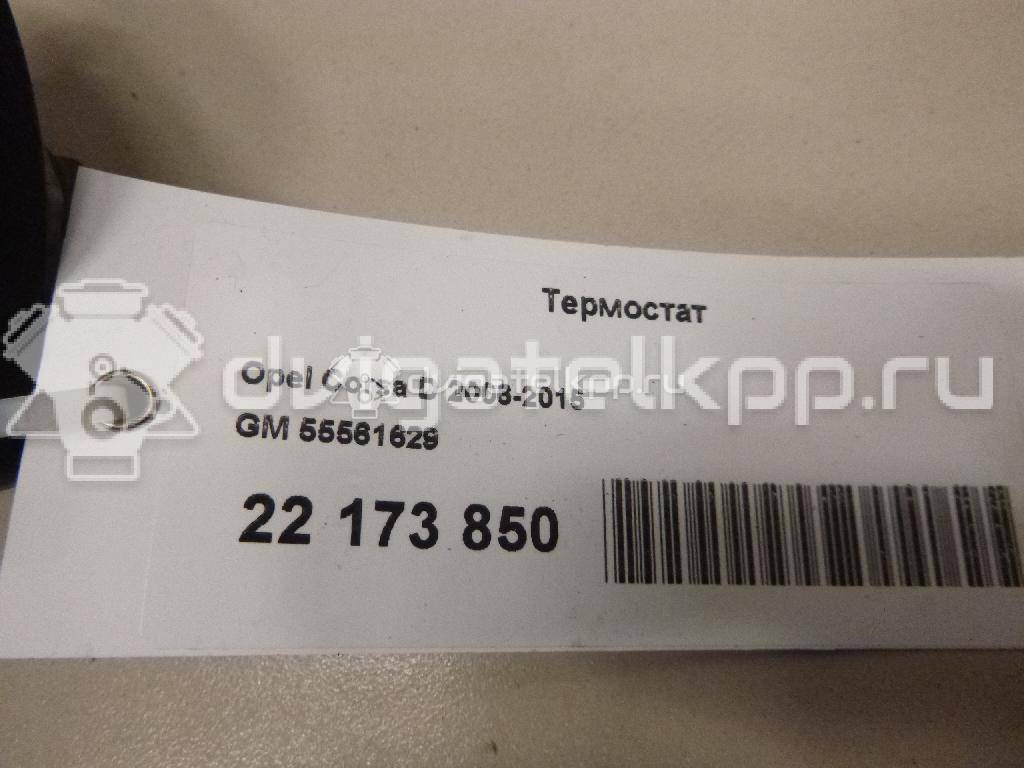 Термостат
Opel Corsa D 2006-2015
GM 55561629
22 173 850
dvigatelkpp.ru